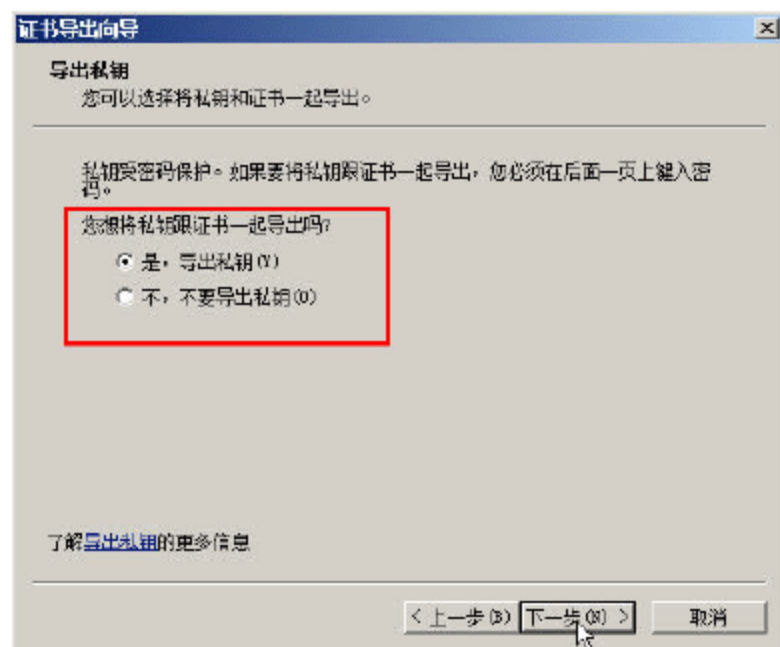 证书导出向导
导出私钥
您可以选择将私钥和证书一起导出。
私钥受密码保护。如果要将私钥跟证书一起导出，您必须在后面一页上键入密
码。
您想将私钥跟证书一起导出吗?
是，导出私钥(Y)
不，不要导出私钥(O)
了解导出私钥的更多信息
< 上一步(B) 下一步(N) > 取消